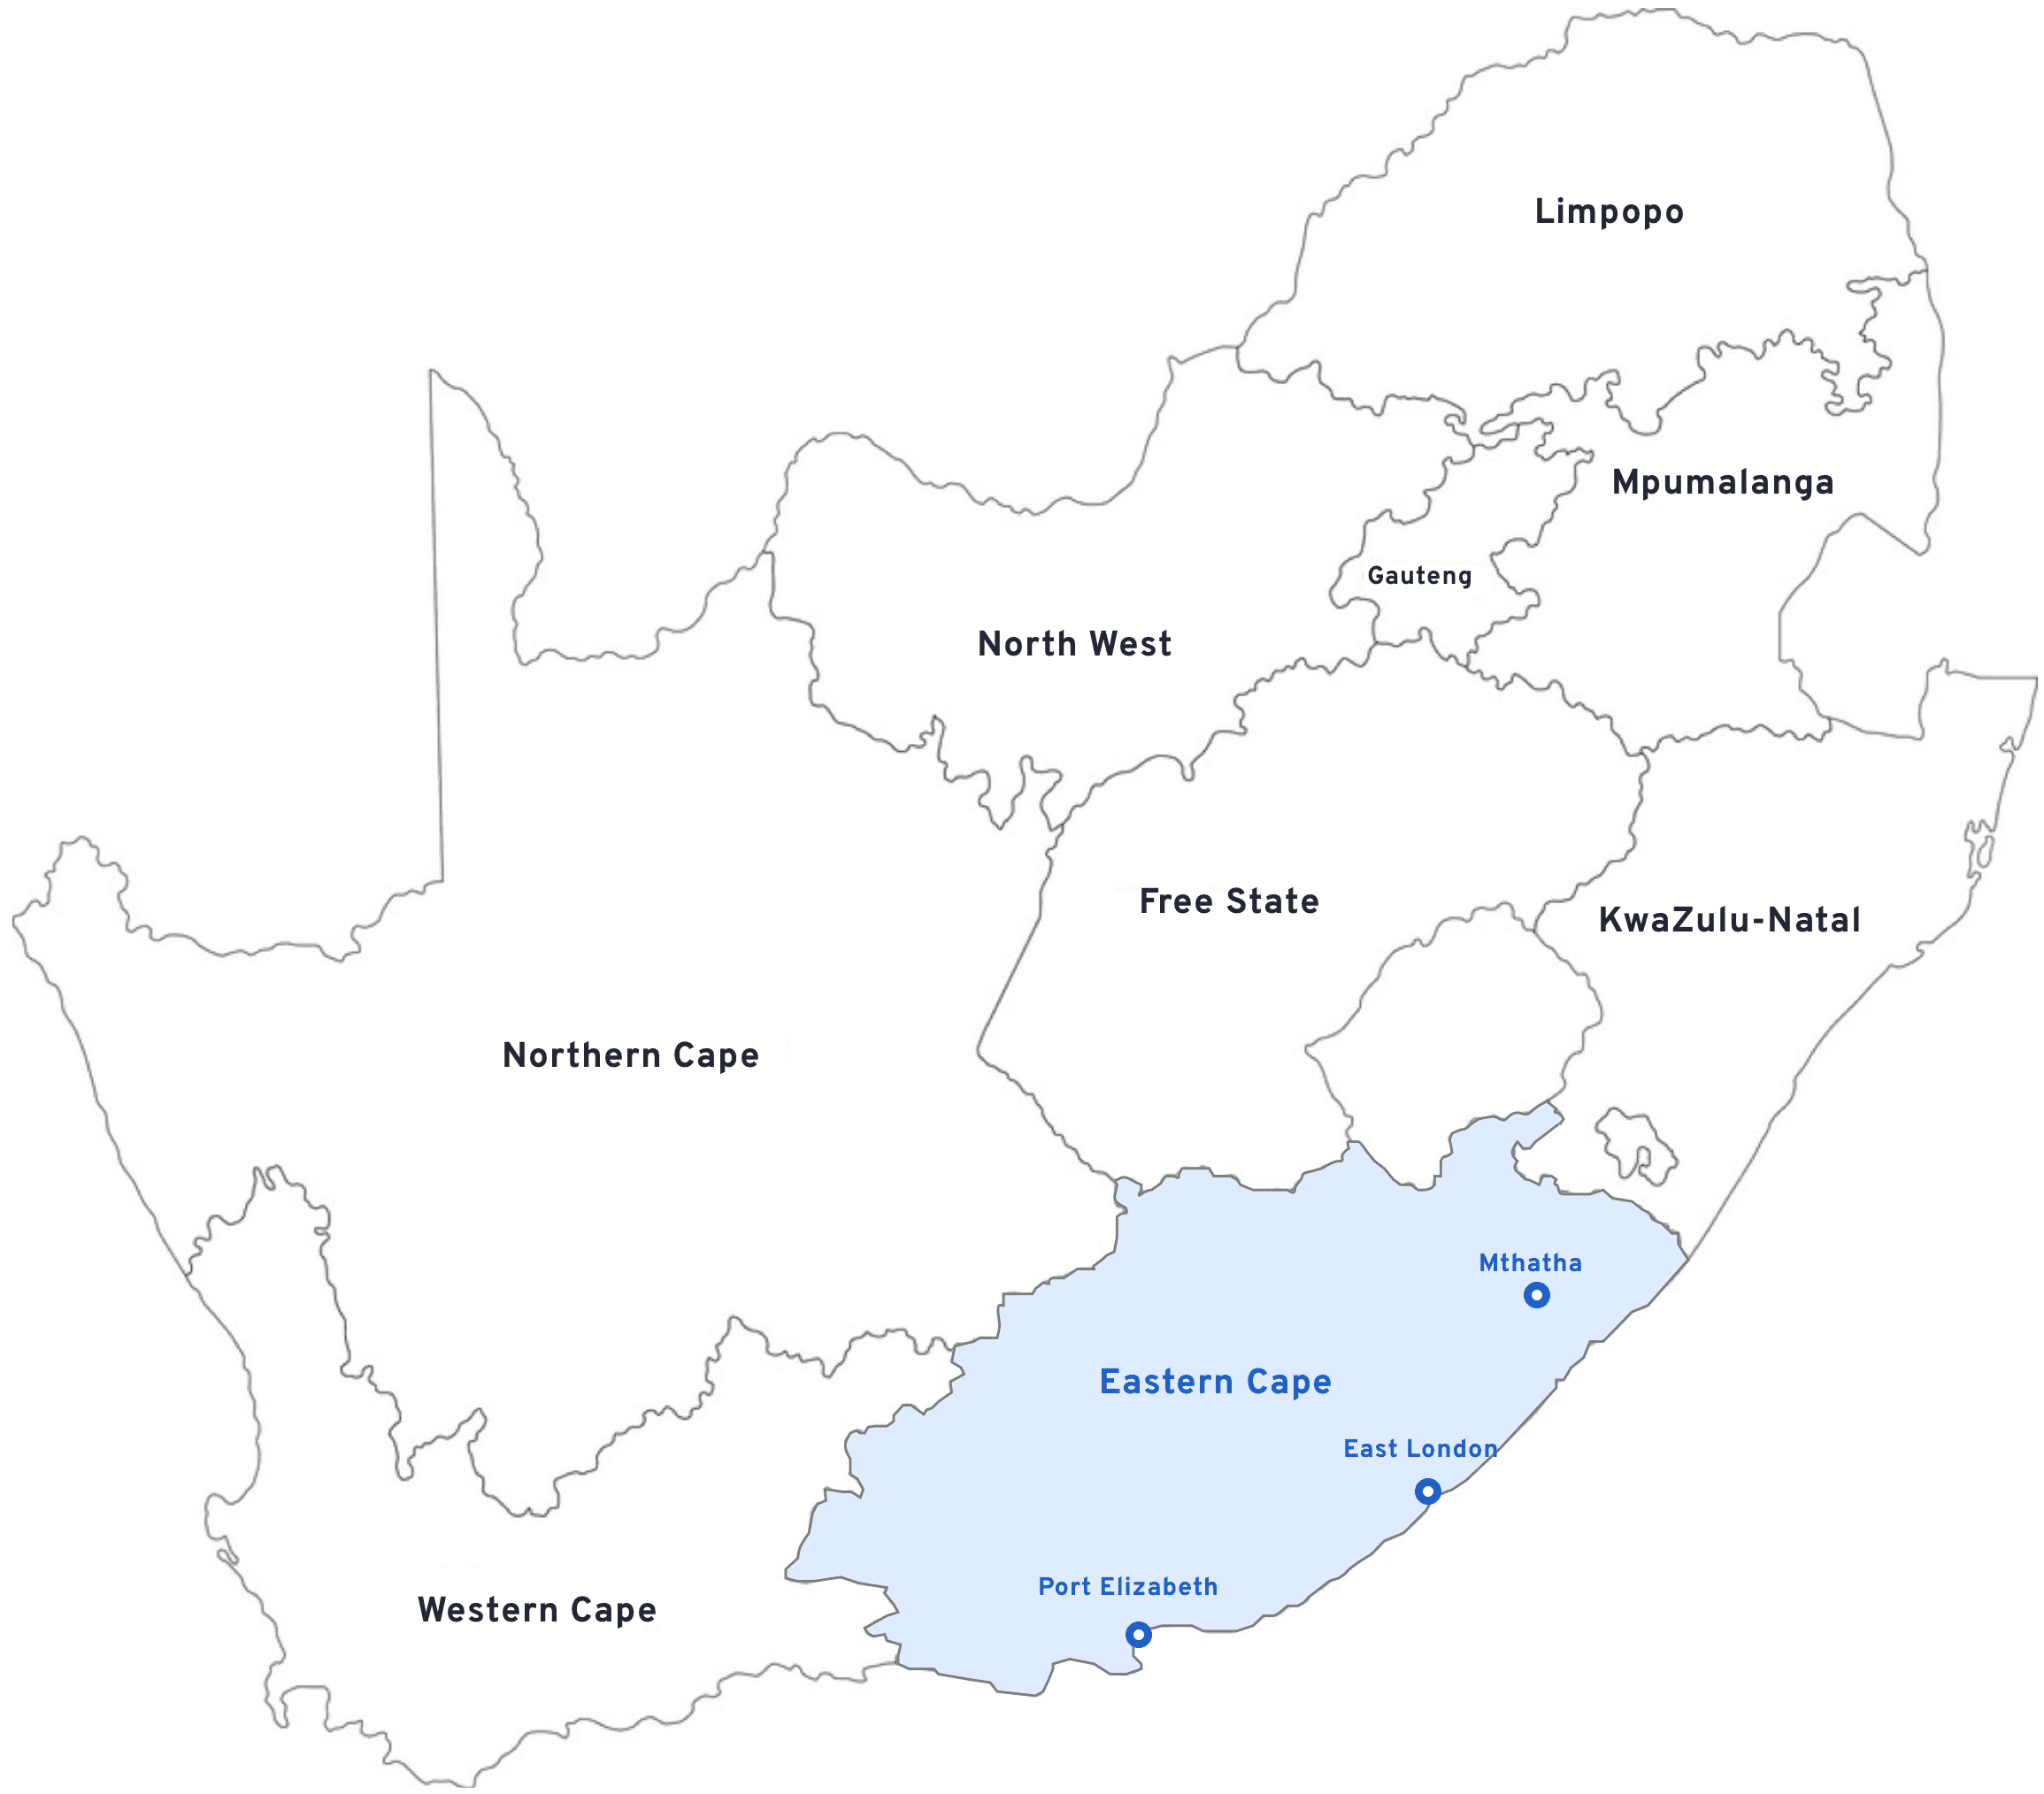 Limpopo
Mpumalanga
Gauteng
North West
Free State
KwaZulu-Natal
Northern Cape
Mthatha
Eastern Cape
East London
Port Elizabeth
Western Cape